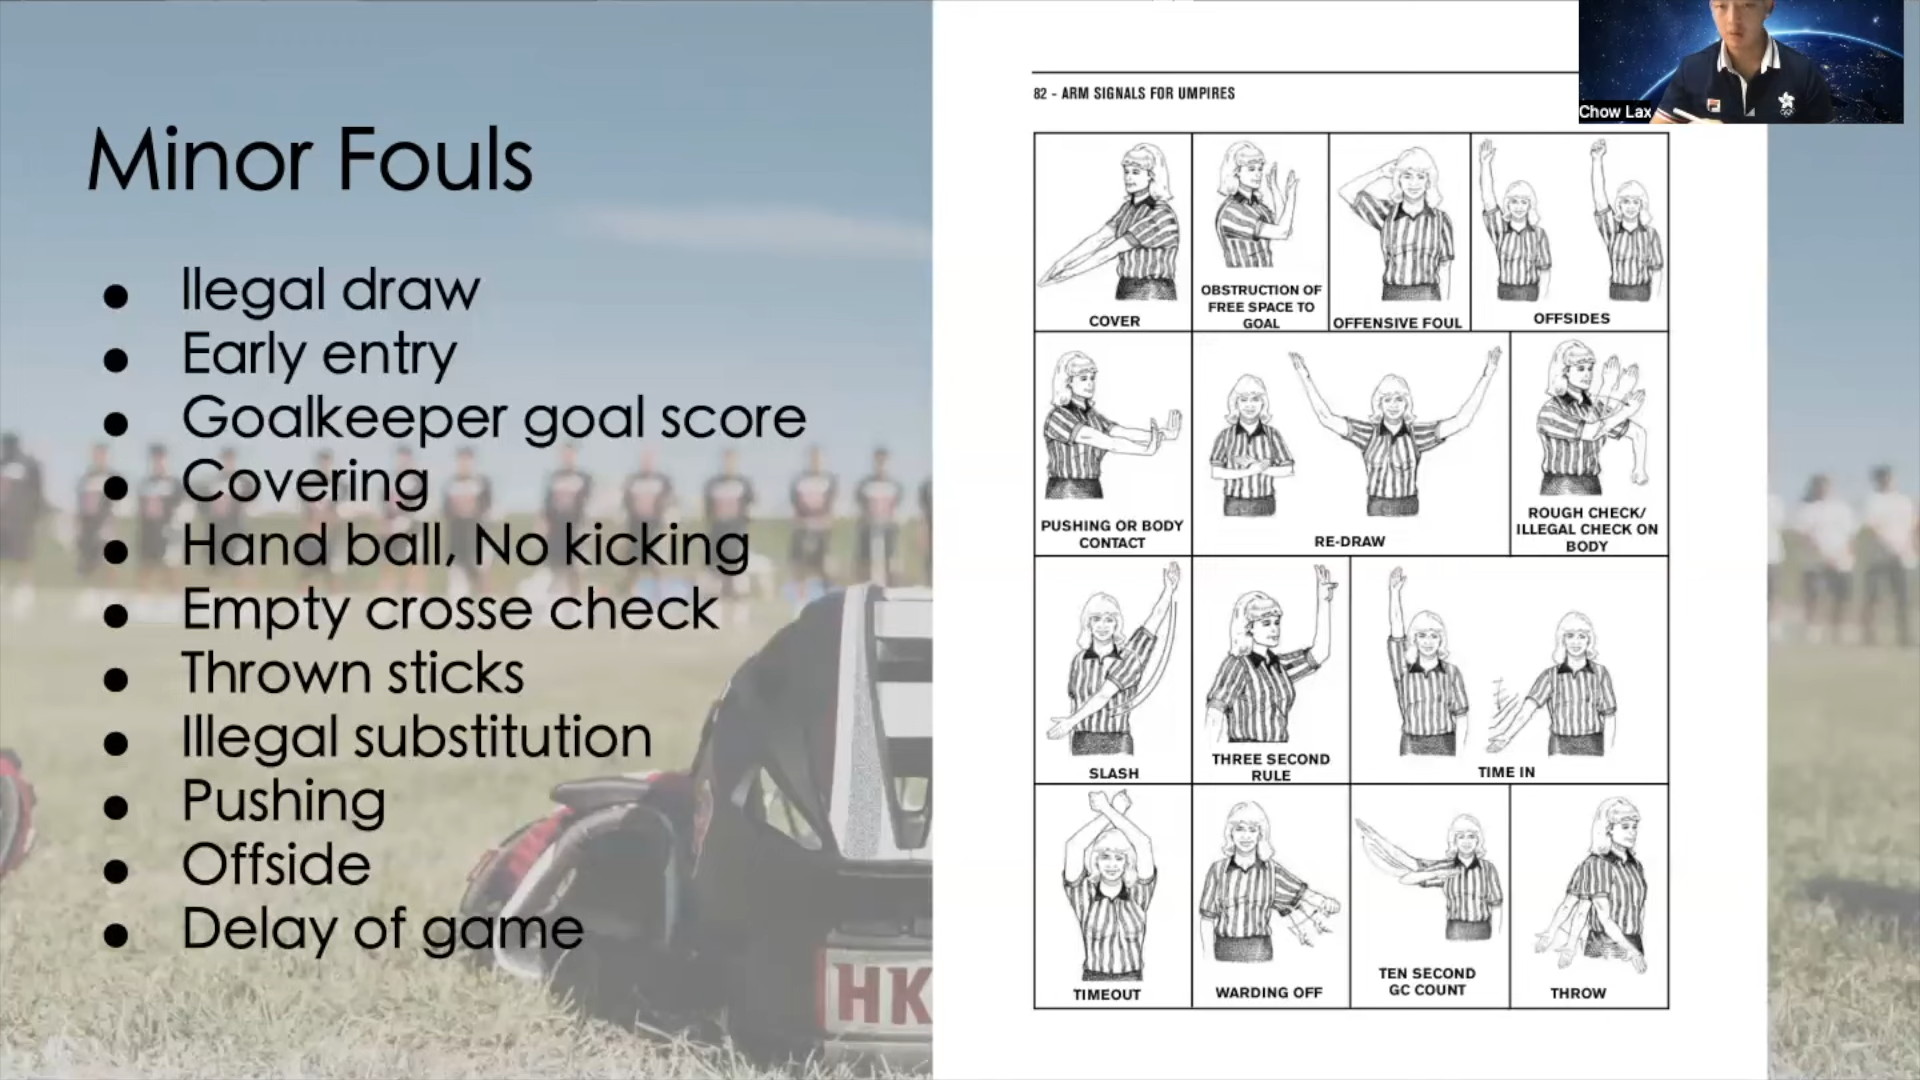 Minor Fouls
llegal draw
Early entry
Goalkeeper goal score
Covering
Hand ball, No kicking
Empty crosse check
Thrown sticks
Illegal substitution
Pushing
Offside
Delay of game
HK
82 - ARM SIGNALS FOR UMPIRES
Chow Lax
COVER
OBSTRUCTION OF
FREE SPACE TO
GOAL
OFFENSIVE FOUL
OFFSIDES
PUSHING OR BODY
CONTACT
RE-DRAW
ROUGH CHECK/
ILLEGAL CHECK ON
BODY
SLASH
THREE SECOND
RULE
TIME IN
TIMEOUT
WARDING OFF
TEN SECOND
GC COUNT
THROW